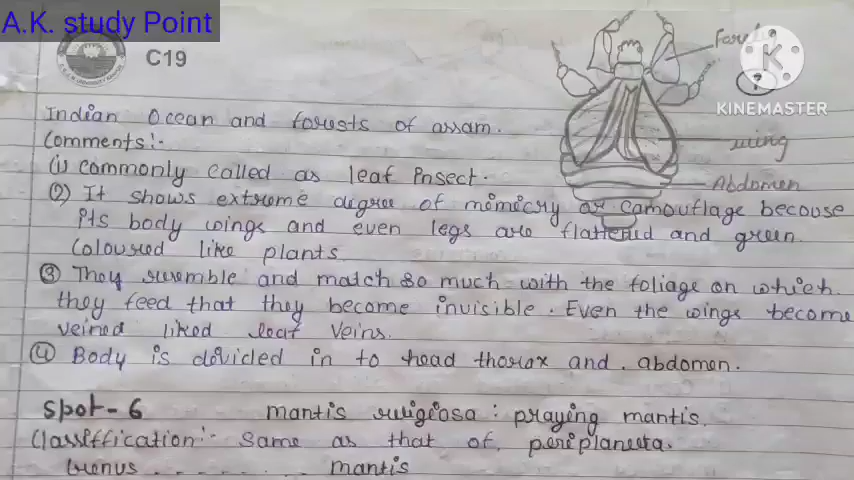 A.K. study Point
C19
KINEMASTER
wing
Abdomen
Indian Ocean and forests of assam.
Comments:-
(1) commonly called as leaf Insect.
(2) It shows extreme degree of mimicry or camouflage because
its body wings and even legs are flattened and green.
Coloured like plants.
(3) They resemble and match so much with the foliage on which
they feed that they become invisible. Even the wings become
veined liked leaf veins.
(4) Body is devided in to head thorax and . abdomen.
Spot-6 mantis religiosa : praying mantis.
Classiffication:- Same as that of periplaneta.
Genus - - - - - - - mantis